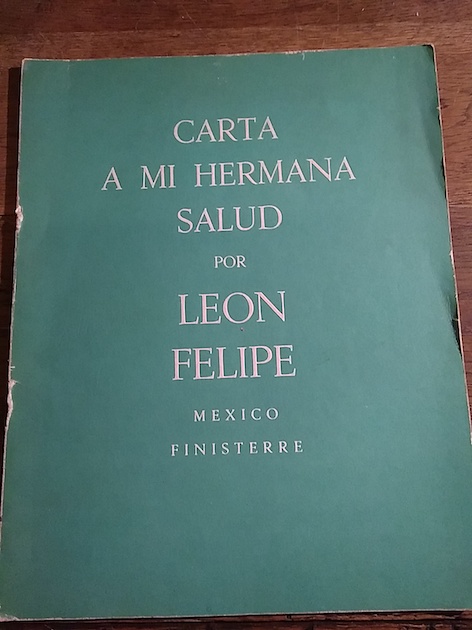 CARTA
A MI HERMANA
SALUD
POR
LEON
FELIPE
MEXICO
FINISTERRE